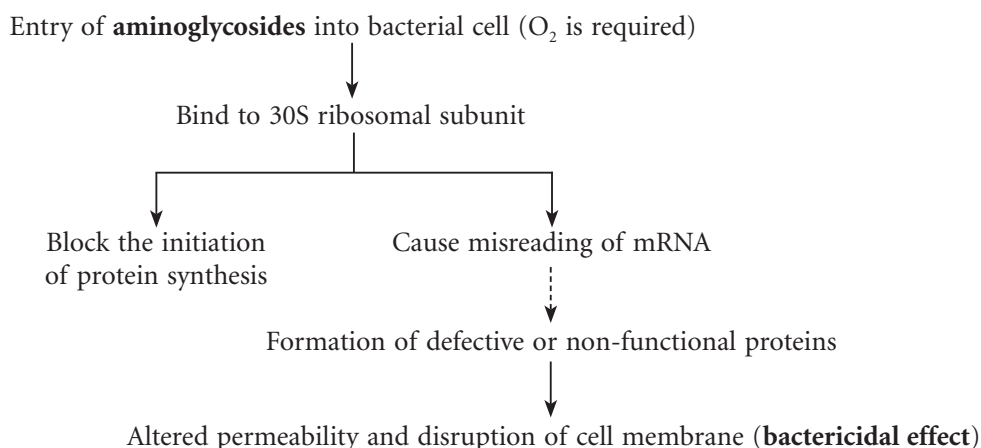 Entry of aminoglycosides into bacterial cell (O₂ is required)
Bind to 30S ribosomal subunit
Block the initiation
of protein synthesis
Cause misreading of mRNA
Formation of defective or non-functional proteins
Altered permeability and disruption of cell membrane (bactericidal effect)